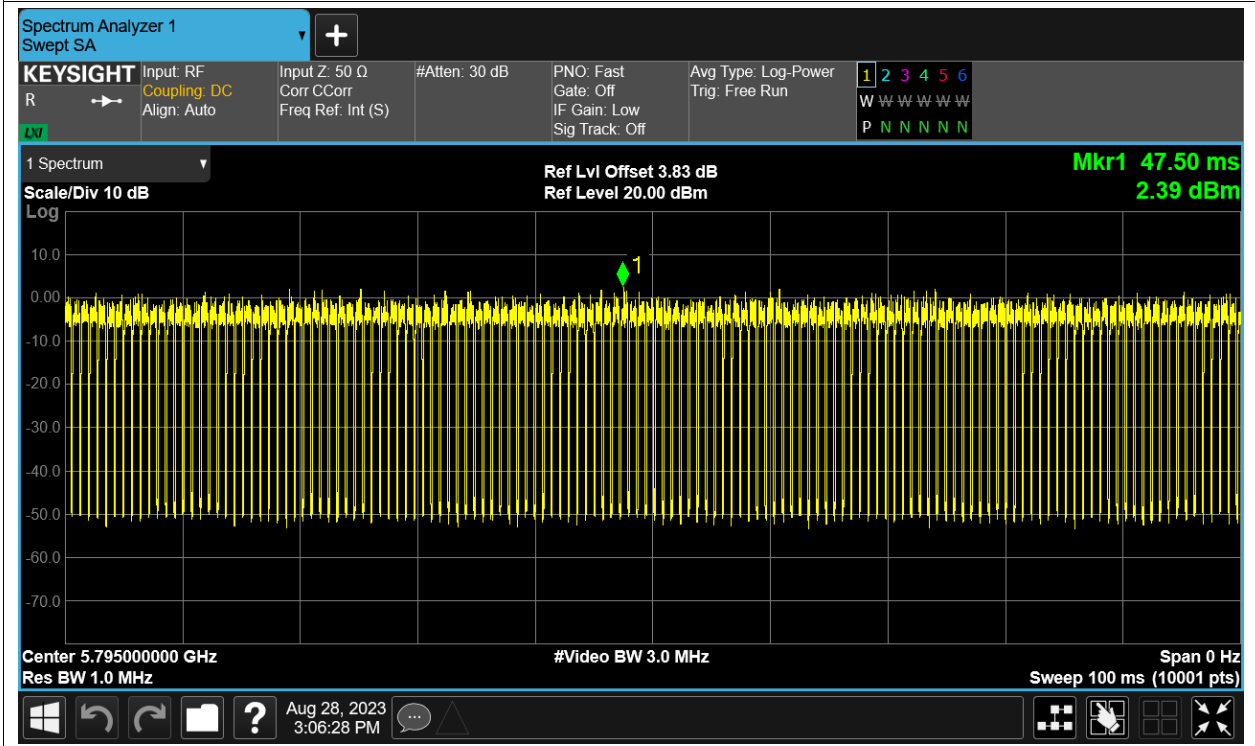 Spectrum Analyzer 1
Swept SA
KEYSIGHT
R
LXI
Input: RF
Coupling: DC
Align: Auto
Input Z: 50 Ω
Corr CCorr
Freq Ref: Int (S)
#Atten: 30 dB
PNO: Fast
Gate: Off
IF Gain: Low
Sig Track: Off
Avg Type: Log-Power
Trig: Free Run
1 2 3 4 5 6
W W W W W W
P N N N N N
1 Spectrum
Scale/Div 10 dB
Log
Ref Lvl Offset 3.83 dB
Ref Level 20.00 dBm
Mkr1 47.50 ms
2.39 dBm
1
10.0
0.00
-10.0
-20.0
-30.0
-40.0
-50.0
-60.0
-70.0
Center 5.795000000 GHz
Res BW 1.0 MHz
#Video BW 3.0 MHz
Span 0 Hz
Sweep 100 ms (10001 pts)
?
Aug 28, 2023
3:06:28 PM